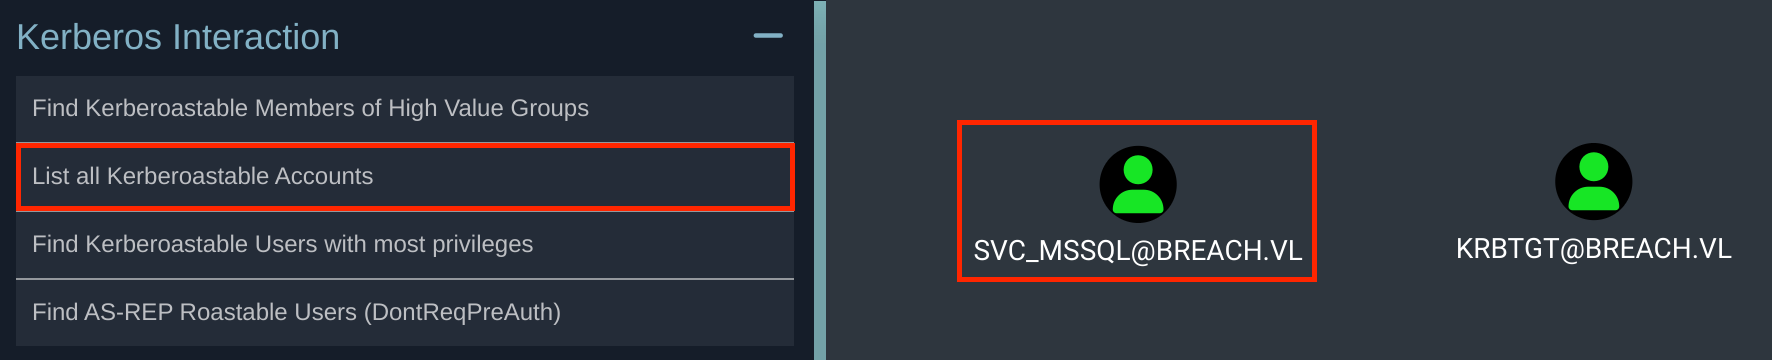 Kerberos Interaction
Find Kerberoastable Members of High Value Groups
List all Kerberoastable Accounts
Find Kerberoastable Users with most privileges
Find AS-REP Roastable Users (DontReqPreAuth)
SVC_MSSQL@BREACH.VL
KRBTGT@BREACH.VL